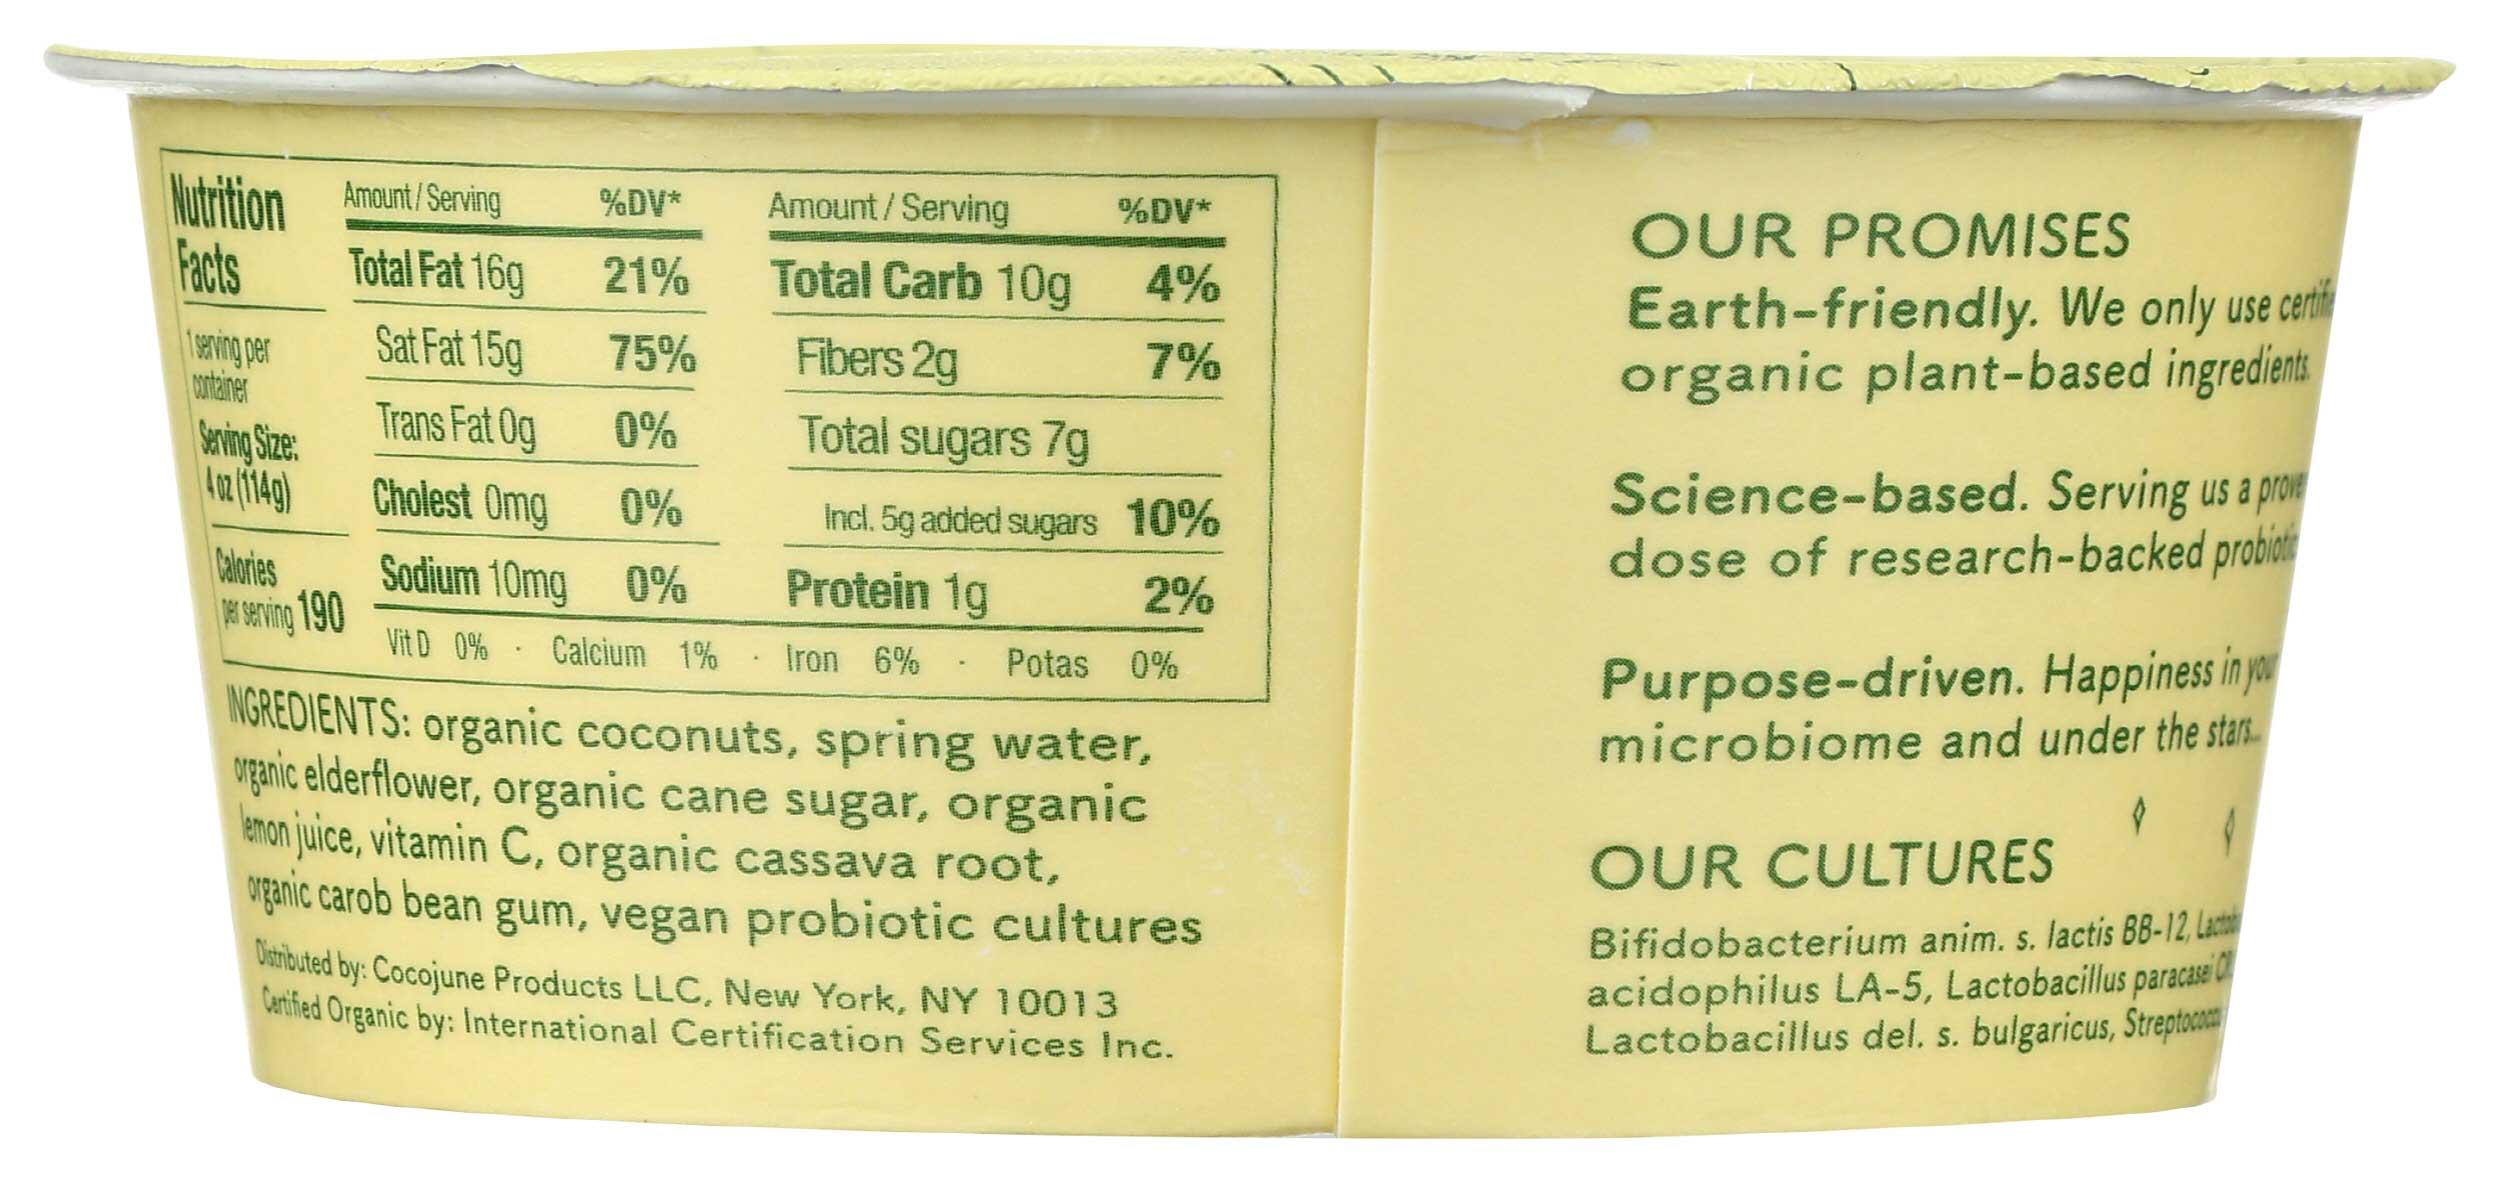 Nutrition
Facts
1 serving per
container
Serving Size:
4 oz (114g)
Calories
per serving 190
Amount / Serving %DV*
Total Fat 16g 21%
Sat Fat 15g 75%
Trans Fat 0g 0%
Cholest 0mg 0%
Sodium 10mg 0%
Amount / Serving %DV*
Total Carb 10g 4%
Fibers 2g 7%
Total sugars 7g
Incl. 5g added sugars 10%
Protein 1g 2%
Vit D 0% · Calcium 1% · Iron 6% · Potas 0%
INGREDIENTS: organic coconuts, spring water,
organic elderflower, organic cane sugar, organic
lemon juice, vitamin C, organic cassava root,
organic carob bean gum, vegan probiotic cultures
Distributed by: Cocojune Products LLC, New York, NY 10013
Certified Organic by: International Certification Services Inc.
OUR PROMISES
Earth-friendly. We only use
organic plant-based ingredients.
Science-based. Serving us a
dose of research-backed
Purpose-driven. Happiness in
microbiome and under the stars...
OUR CULTURES
Bifidobacterium anim. s. lactis BB-12,
acidophilus LA-5, Lactobacillus paracasei
Lactobacillus del. s. bulgaricus,